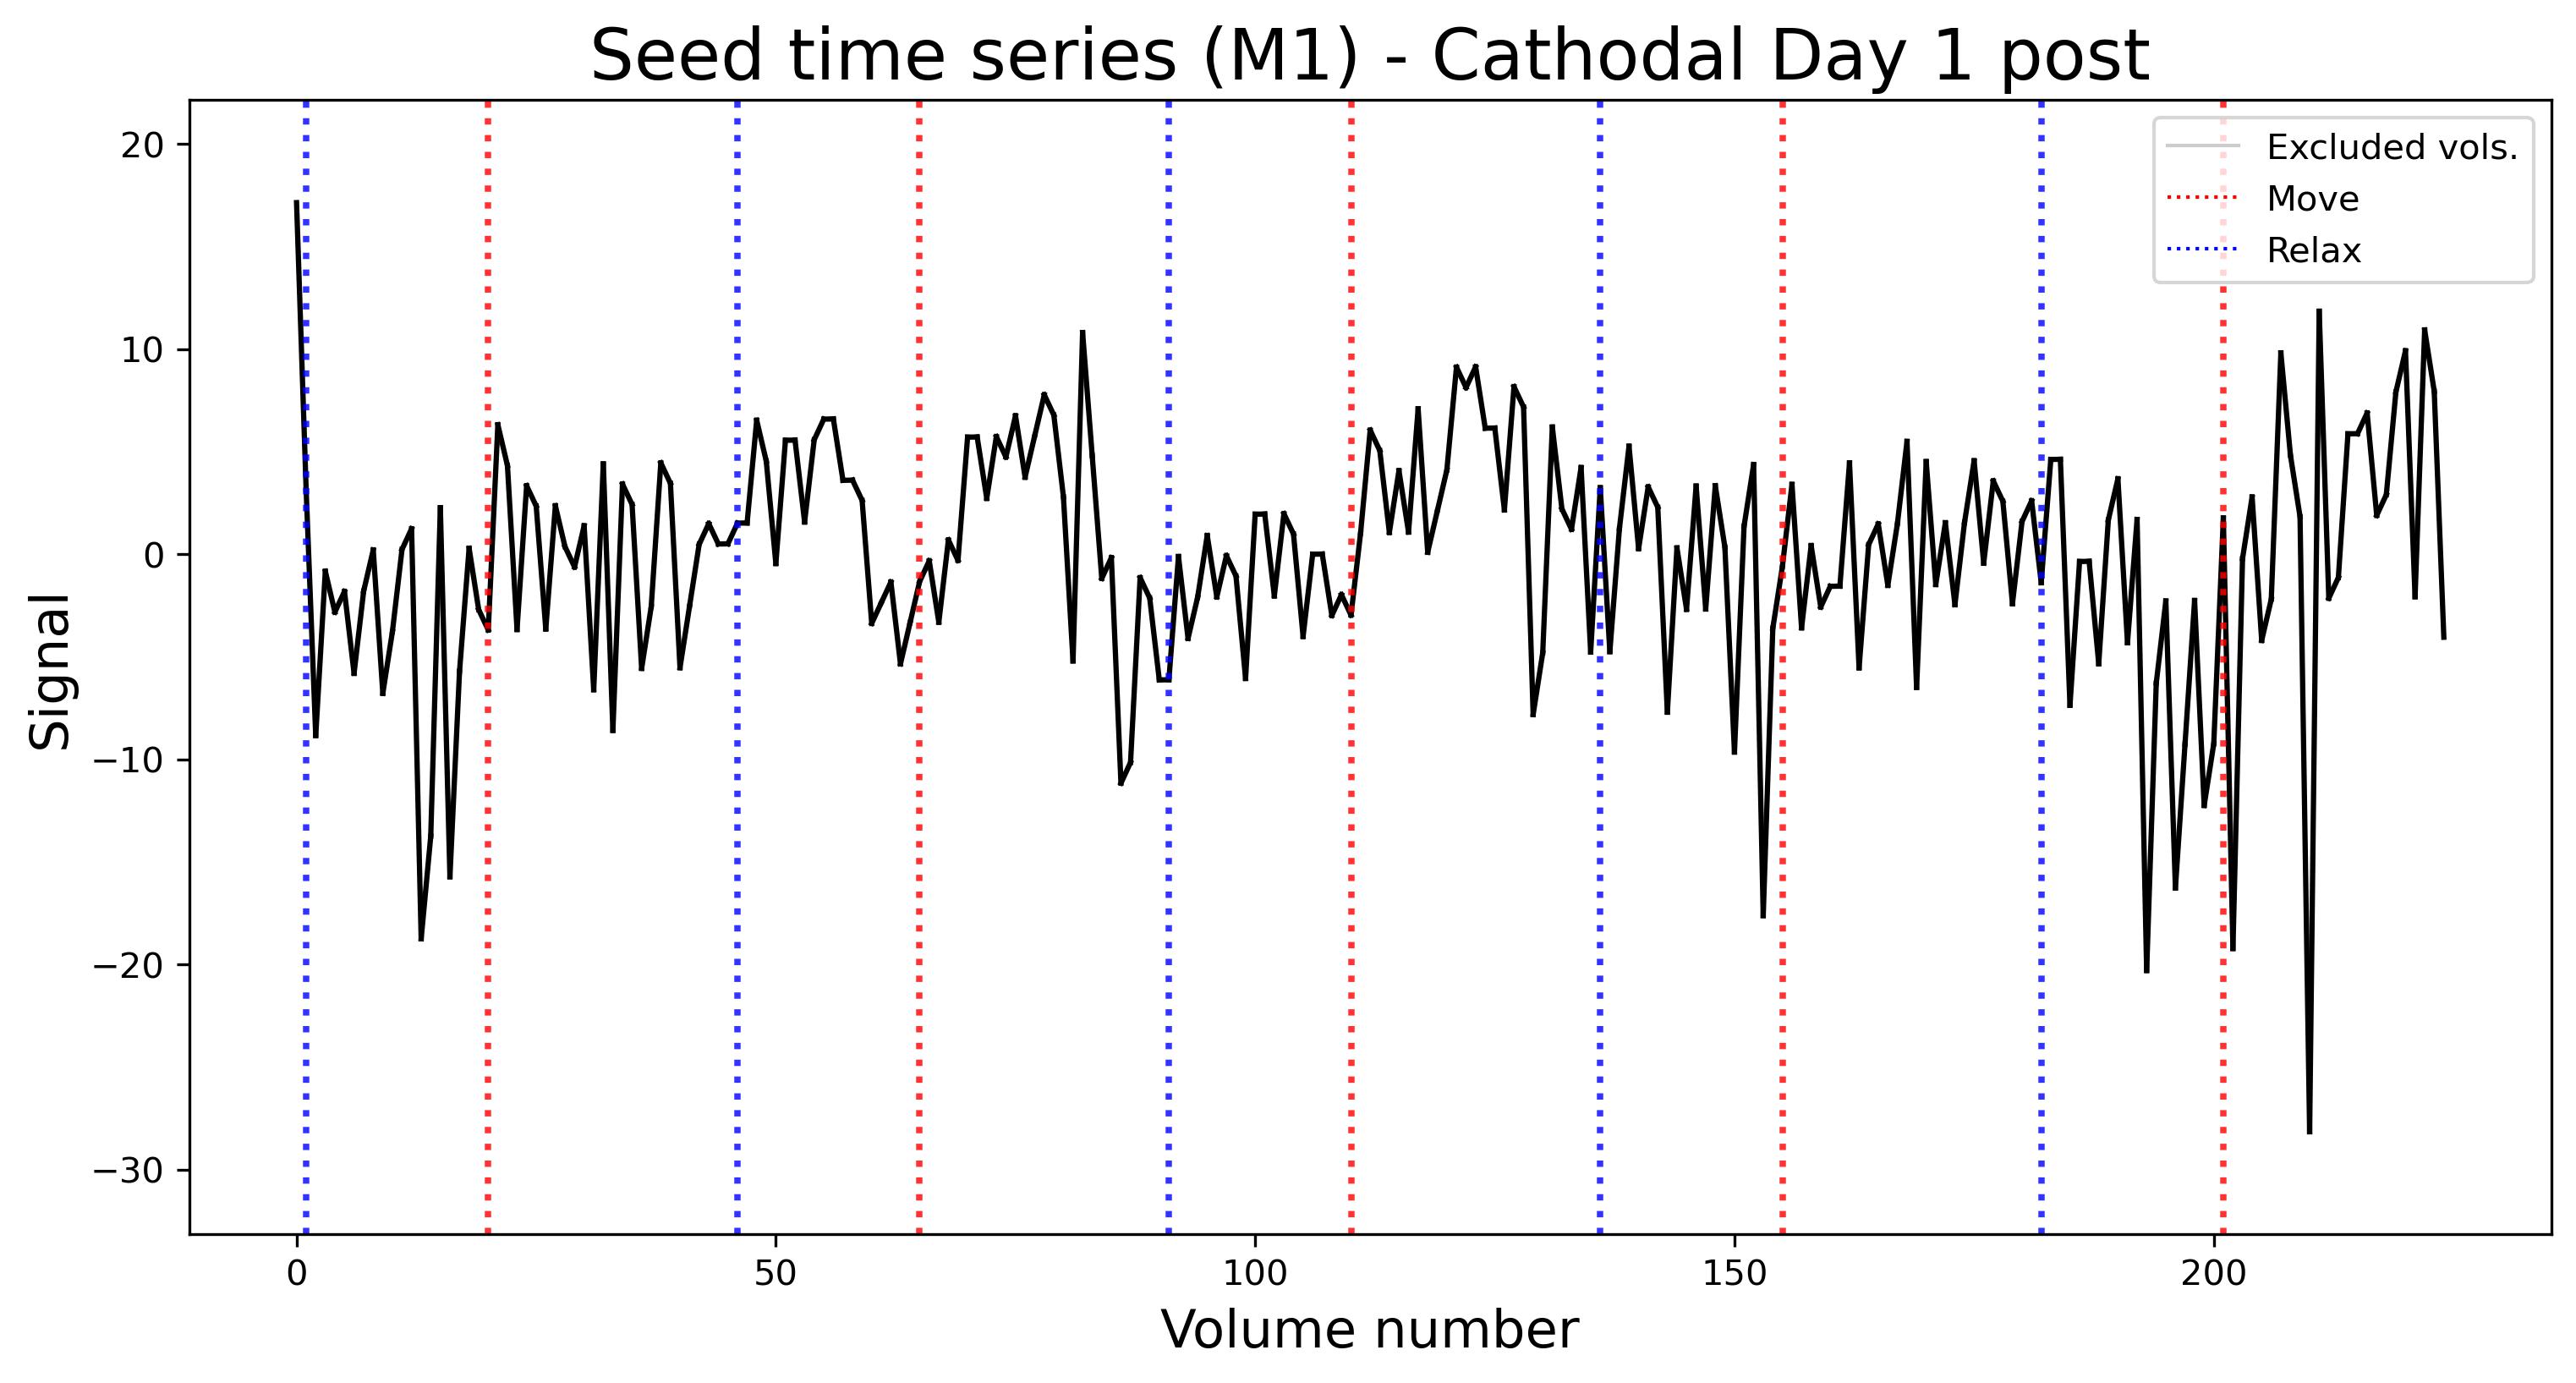 Seed time series (M1) - Cathodal Day 1 post
Excluded vols.
Move
Relax
Signal
20
10
0
−10
−20
−30
0 50 100 150 200
Volume number